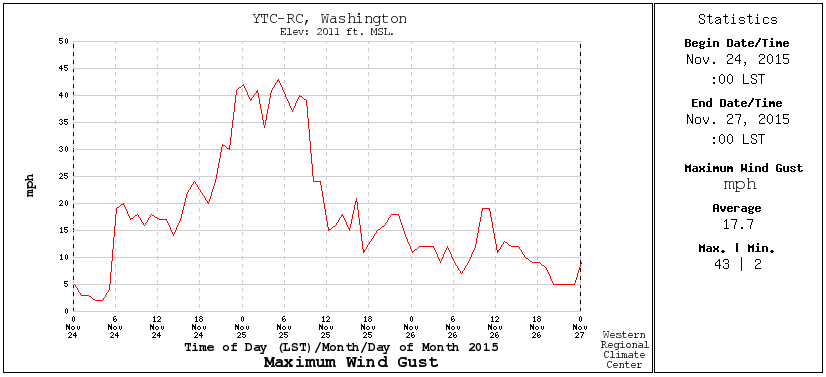 YTC-RC, Washington
Elev: 2011 ft. MSL.
50
45
40
35
30
25
20
15
10
5
0
mph
0 6 12 18 0 6 12 18 0 6 12 18 0
Nov Nov Nov Nov Nov Nov Nov Nov Nov Nov Nov Nov Nov
24 24 24 24 25 25 25 25 26 26 26 26 27
Time of Day (LST)/Month/Day of Month 2015
Maximum Wind Gust
Western
Regional
Climate
Center
Statistics
Begin Date/Time
Nov. 24, 2015
:00 LST
End Date/Time
Nov. 27, 2015
:00 LST
Maximum Wind Gust
mph
Average
17.7
Max. | Min.
43 | 2